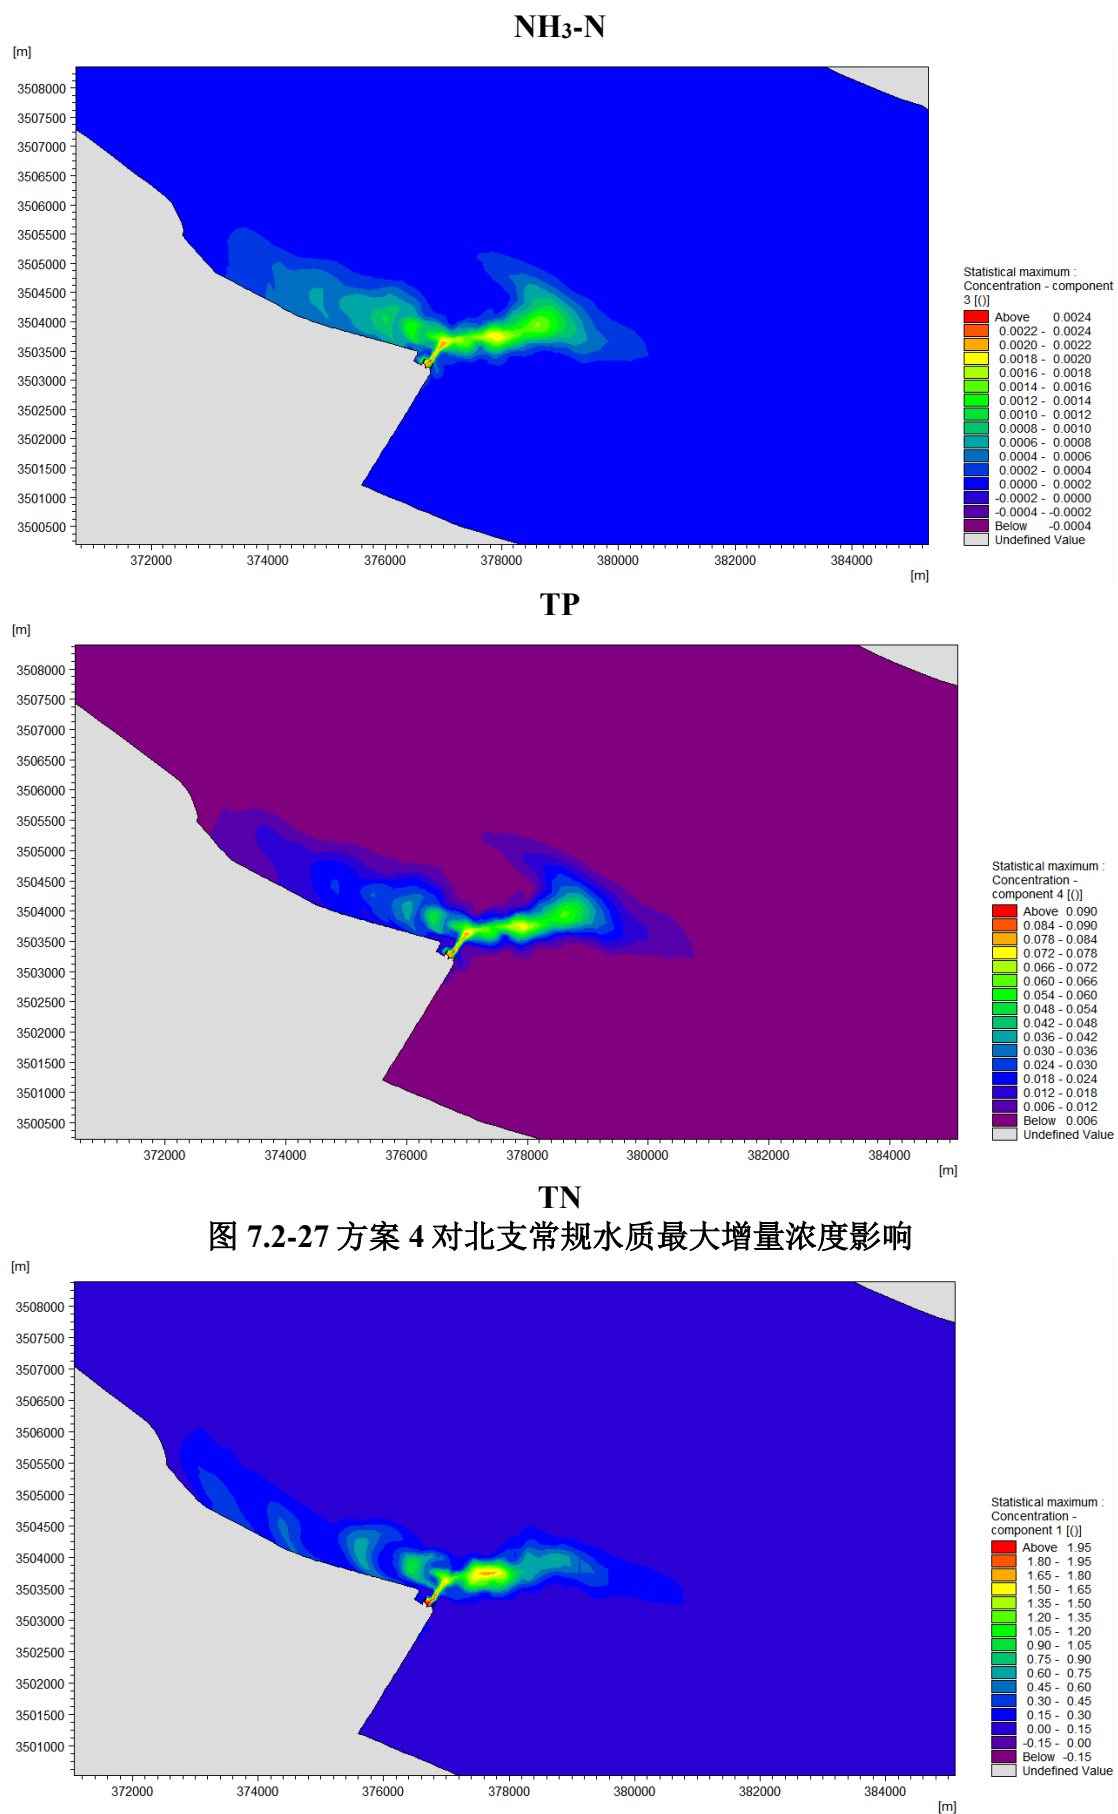 NH₃-N
[m]
3508000
3507500
3507000
3506500
3506000
3505500
3505000
3504500
3504000
3503500
3503000
3502500
3502000
3501500
3501000
3500500
372000 374000 376000 378000 380000 382000 384000
[m]
Statistical maximum :
Concentration - component
3 [()]
Above 0.0024
0.0022 - 0.0024
0.0020 - 0.0022
0.0018 - 0.0020
0.0016 - 0.0018
0.0014 - 0.0016
0.0012 - 0.0014
0.0010 - 0.0012
0.0008 - 0.0010
0.0006 - 0.0008
0.0004 - 0.0006
0.0002 - 0.0004
0.0000 - 0.0002
-0.0002 - 0.0000
-0.0004 - -0.0002
Below -0.0004
Undefined Value
TP
[m]
3508000
3507500
3507000
3506500
3506000
3505500
3505000
3504500
3504000
3503500
3503000
3502500
3502000
3501500
3501000
3500500
372000 374000 376000 378000 380000 382000 384000
[m]
Statistical maximum :
Concentration -
component 4 [()]
Above 0.090
0.084 - 0.090
0.078 - 0.084
0.072 - 0.078
0.066 - 0.072
0.060 - 0.066
0.054 - 0.060
0.048 - 0.054
0.042 - 0.048
0.036 - 0.042
0.030 - 0.036
0.024 - 0.030
0.018 - 0.024
0.012 - 0.018
0.006 - 0.012
Below 0.006
Undefined Value
TN
图 7.2-27 方案 4 对北支常规水质最大增量浓度影响
[m]
3508000
3507500
3507000
3506500
3506000
3505500
3505000
3504500
3504000
3503500
3503000
3502500
3502000
3501500
3501000
372000 374000 376000 378000 380000 382000 384000
[m]
Statistical maximum :
Concentration -
component 1 [()]
Above 1.95
1.80 - 1.95
1.65 - 1.80
1.50 - 1.65
1.35 - 1.50
1.20 - 1.35
1.05 - 1.20
0.90 - 1.05
0.75 - 0.90
0.60 - 0.75
0.45 - 0.60
0.30 - 0.45
0.15 - 0.30
0.00 - 0.15
-0.15 - 0.00
Below -0.15
Undefined Value